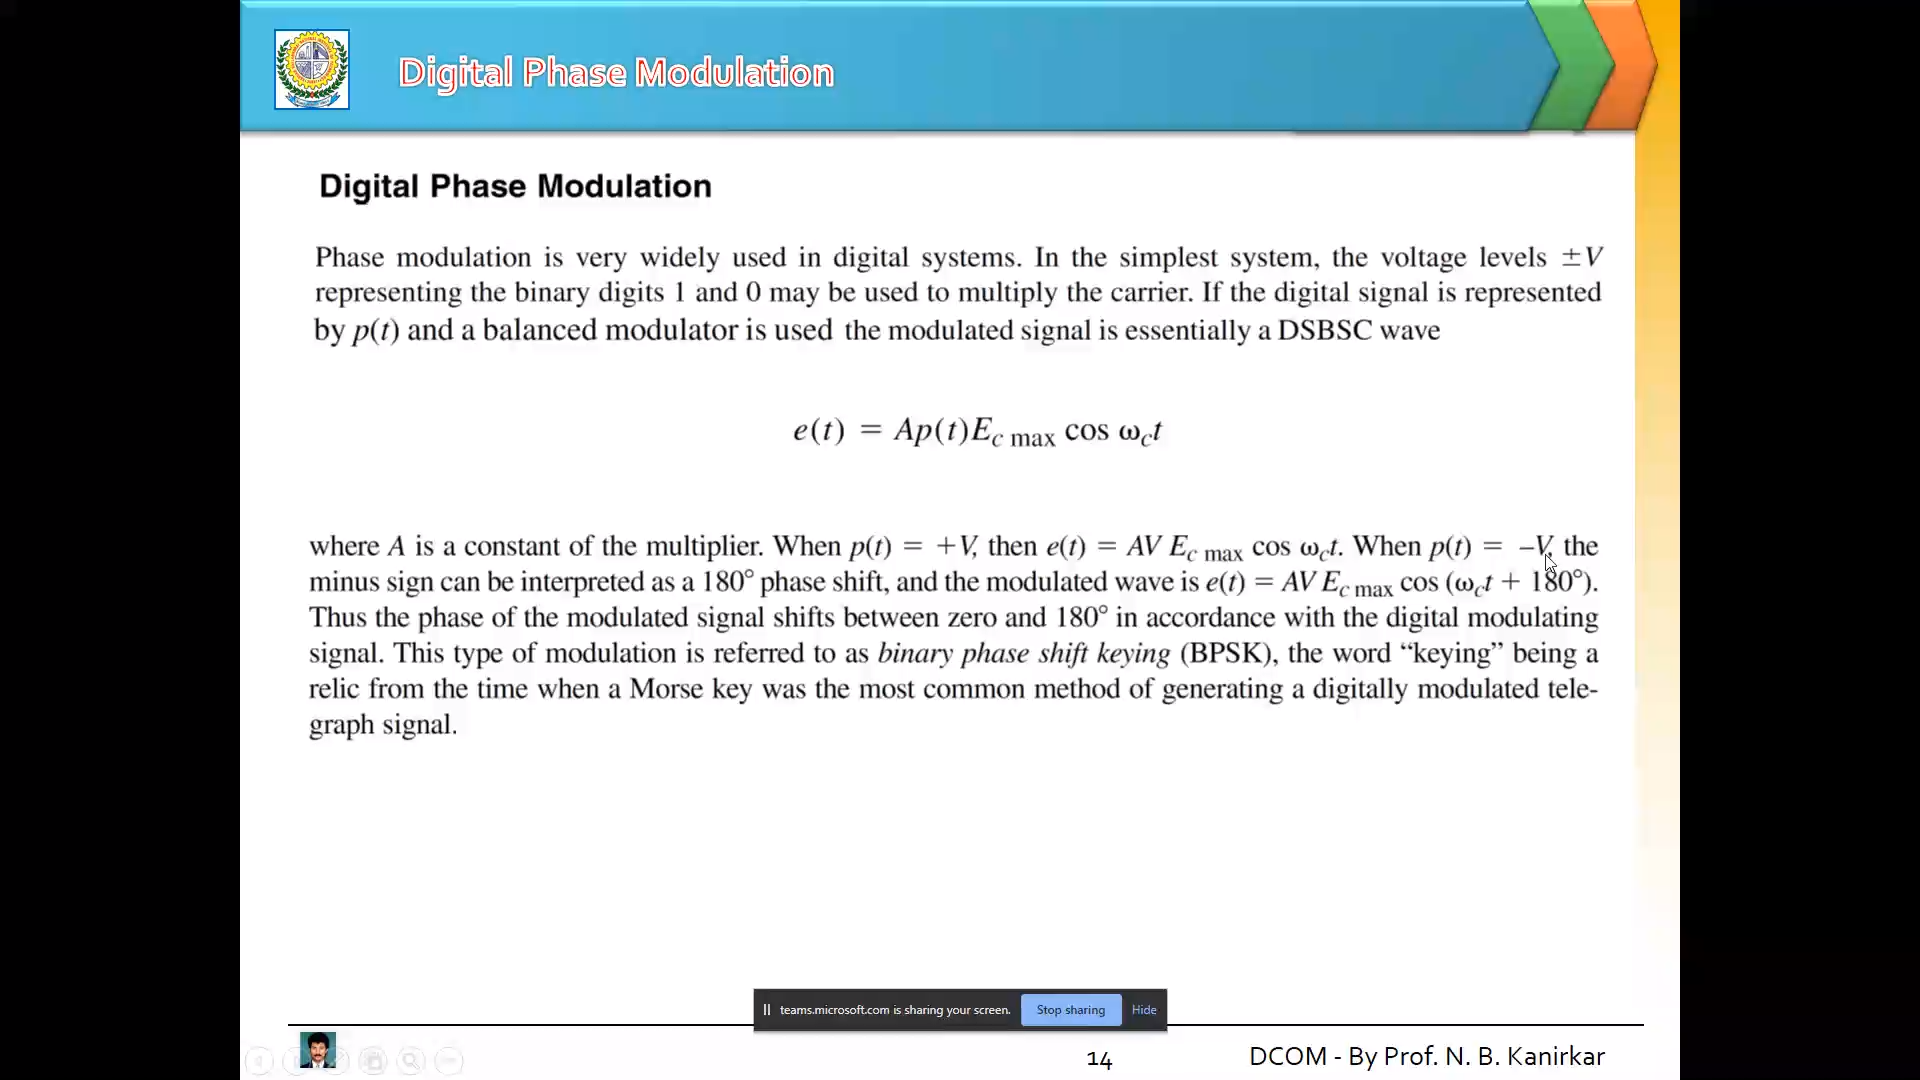 Digital Phase Modulation
Digital Phase Modulation
Phase modulation is very widely used in digital systems. In the simplest system, the voltage levels ±V
representing the binary digits 1 and 0 may be used to multiply the carrier. If the digital signal is represented
by p(t) and a balanced modulator is used the modulated signal is essentially a DSBSC wave
e(t) = Ap(t)E_c max cos ω_ct
where A is a constant of the multiplier. When p(t) = +V, then e(t) = AV E_c max cos ω_ct. When p(t) = –V, the
minus sign can be interpreted as a 180° phase shift, and the modulated wave is e(t) = AV E_c max cos (ω_ct + 180°).
Thus the phase of the modulated signal shifts between zero and 180° in accordance with the digital modulating
signal. This type of modulation is referred to as binary phase shift keying (BPSK), the word “keying” being a
relic from the time when a Morse key was the most common method of generating a digitally modulated tele-
graph signal.
teams.microsoft.com is sharing your screen. Stop sharing Hide
14 DCOM - By Prof. N. B. Kanirkar